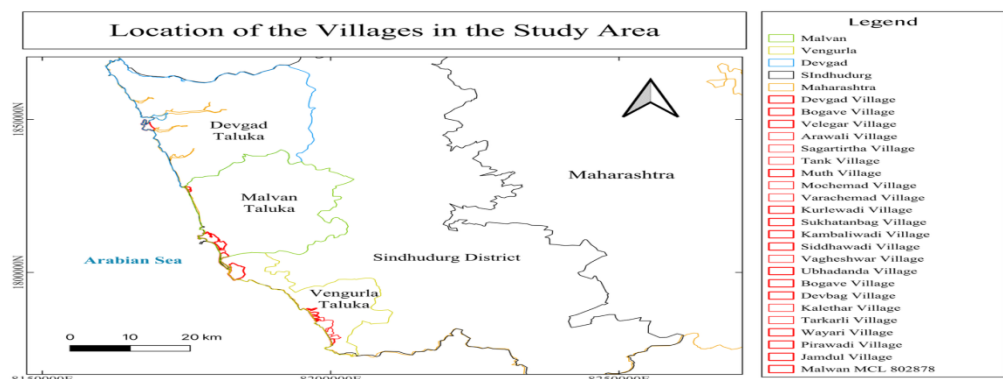 Location of the Villages in the Study Area
1850000N
1800000N
Devgad
Taluka
Malvan
Taluka
Maharashtra
Arabian Sea
Sindhudurg District
Vengurla
Taluka
0 10 20 km
Legend
Malvan
Vengurla
Devgad
SIndhudurg
Maharashtra
Devgad Village
Bogave Village
Velegar Village
Arawali Village
Sagartirtha Village
Tank Village
Muth Village
Mochemad Village
Varachemad Village
Kurlewadi Village
Sukhatanbag Village
Kambaliwadi Village
Siddhawadi Village
Vagheshwar Village
Ubhadanda Village
Bogave Village
Devbag Village
Kalethar Village
Tarkarli Village
Wayari Village
Pirawadi Village
Jamdul Village
Malwan MCL 802878